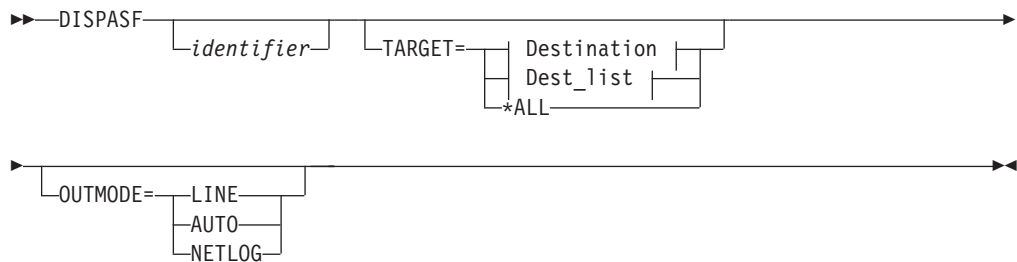 DISPASF
identifier
TARGET=
Destination
Dest_list
*ALL
OUTMODE=
LINE
AUTO
NETLOG